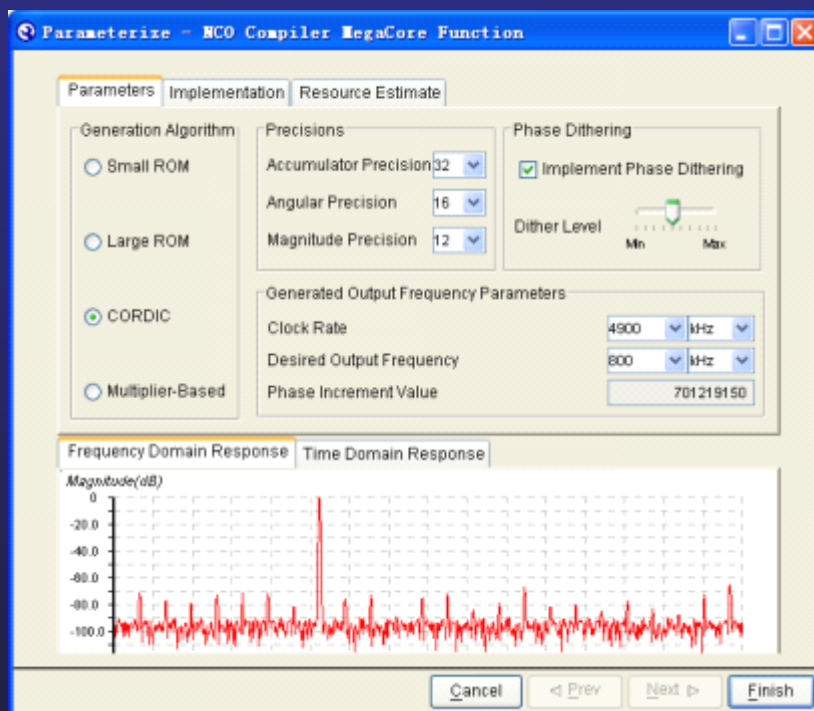 Parameterize - NCO Compiler MegaCore Function
Parameters Implementation Resource Estimate
Generation Algorithm
Small ROM
Large ROM
CORDIC
Multiplier-Based
Precisions
Accumulator Precision 32
Angular Precision 16
Magnitude Precision 12
Phase Dithering
Implement Phase Dithering
Dither Level
Min Max
Generated Output Frequency Parameters
Clock Rate 4900 kHz
Desired Output Frequency 800 kHz
Phase Increment Value 701219150
Frequency Domain Response Time Domain Response
Magnitude(dB)
0
-20.0
-40.0
-60.0
-80.0
-100.0
Cancel Prev Next Finish